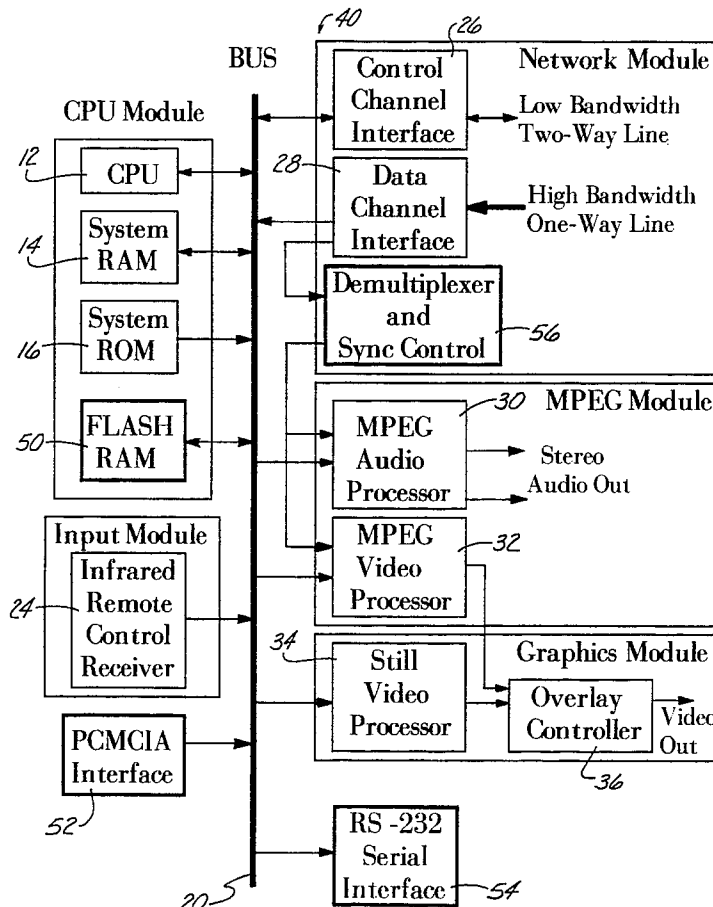 40
BUS
26
Network Module
Control
Channel
Interface
Low Bandwidth
Two-Way Line
CPU Module
12
CPU
28
Data
Channel
Interface
High Bandwidth
One-Way Line
14
System
RAM
16
System
ROM
Demultiplexer
and
Sync Control
56
50
FLASH
RAM
30
MPEG Module
MPEG
Audio
Processor
Stereo
Audio Out
Input Module
24
Infrared
Remote
Control
Receiver
MPEG
Video
Processor
32
34
Still
Video
Processor
Graphics Module
Overlay
Controller
36
Video
Out
PCMCIA
Interface
52
RS -232
Serial
Interface
54
20